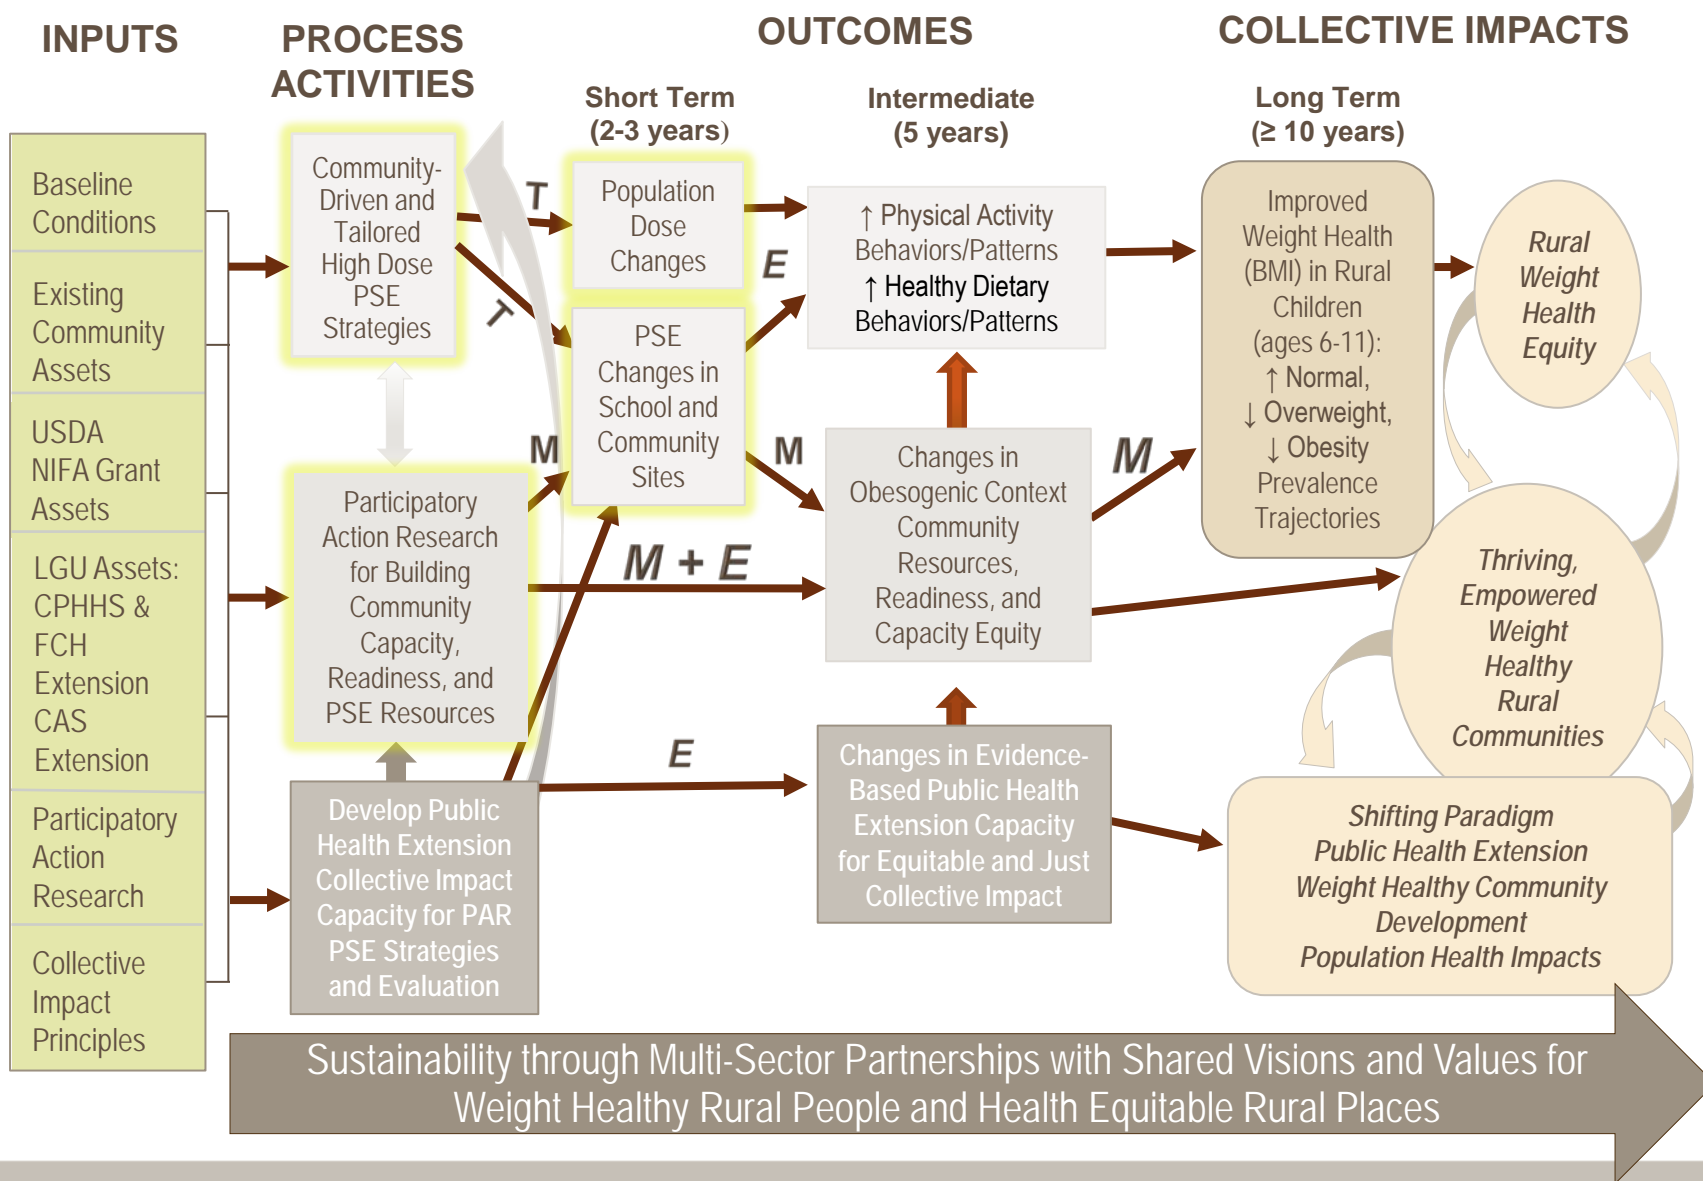 INPUTS
PROCESS
ACTIVITIES
OUTCOMES
COLLECTIVE IMPACTS
Short Term
(2-3 years)
Intermediate
(5 years)
Long Term
(≥ 10 years)
Baseline
Conditions
Existing
Community
Assets
USDA
NIFA Grant
Assets
LGU Assets:
CPHHS &
FCH
Extension
CAS
Extension
Participatory
Action
Research
Collective
Impact
Principles
Community-
Driven and
Tailored
High Dose
PSE
Strategies
Participatory
Action Research
for Building
Community
Capacity,
Readiness, and
PSE Resources
Develop Public
Health Extension
Collective Impact
Capacity for PAR
PSE Strategies
and Evaluation
T
T
M
M + E
E
Population
Dose
Changes
PSE
Changes in
School and
Community
Sites
E
M
↑ Physical Activity
Behaviors/Patterns
↑ Healthy Dietary
Behaviors/Patterns
Changes in
Obesogenic Context
Community
Resources,
Readiness, and
Capacity Equity
Changes in Evidence-
Based Public Health
Extension Capacity
for Equitable and Just
Collective Impact
M
Improved
Weight Health
(BMI) in Rural
Children
(ages 6-11):
↑ Normal,
↓ Overweight,
↓ Obesity
Prevalence
Trajectories
Rural
Weight
Health
Equity
Thriving,
Empowered
Weight
Healthy
Rural
Communities
Shifting Paradigm
Public Health Extension
Weight Healthy Community
Development
Population Health Impacts
Sustainability through Multi-Sector Partnerships with Shared Visions and Values for
Weight Healthy Rural People and Health Equitable Rural Places